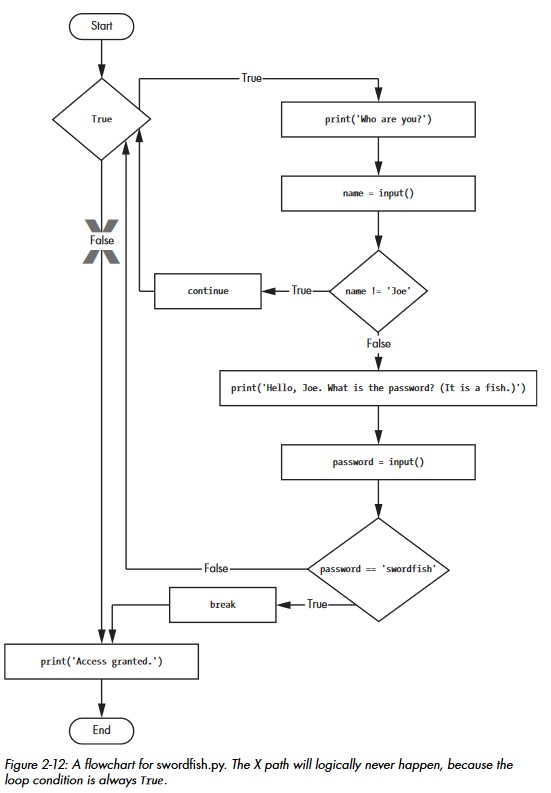 Start
True
True
print('Who are you?')
name = input()
False
continue
True
name != 'Joe'
False
print('Hello, Joe. What is the password? (It is a fish.)')
password = input()
False
password == 'swordfish'
break
True
print('Access granted.')
End
Figure 2-12: A flowchart for swordfish.py. The X path will logically never happen, because the
loop condition is always True.